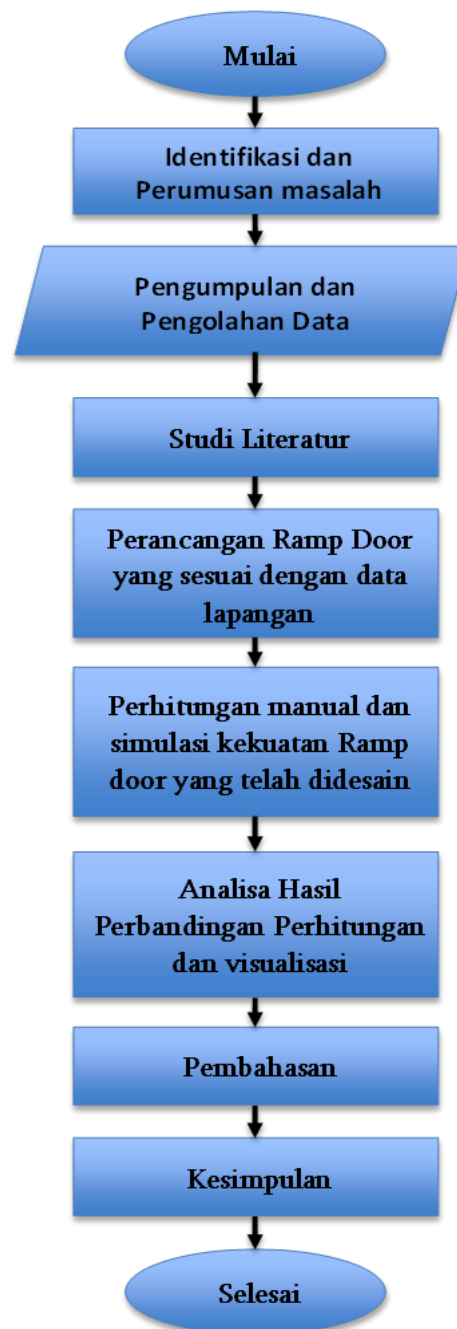 Mulai
Identifikasi dan
Perumusan masalah
Pengumpulan dan
Pengolahan Data
Studi Literatur
Perancangan Ramp Door
yang sesuai dengan data
lapangan
Perhitungan manual dan
simulasi kekuatan Ramp
door yang telah didesain
Analisa Hasil
Perbandingan Perhitungan
dan visualisasi
Pembahasan
Kesimpulan
Selesai